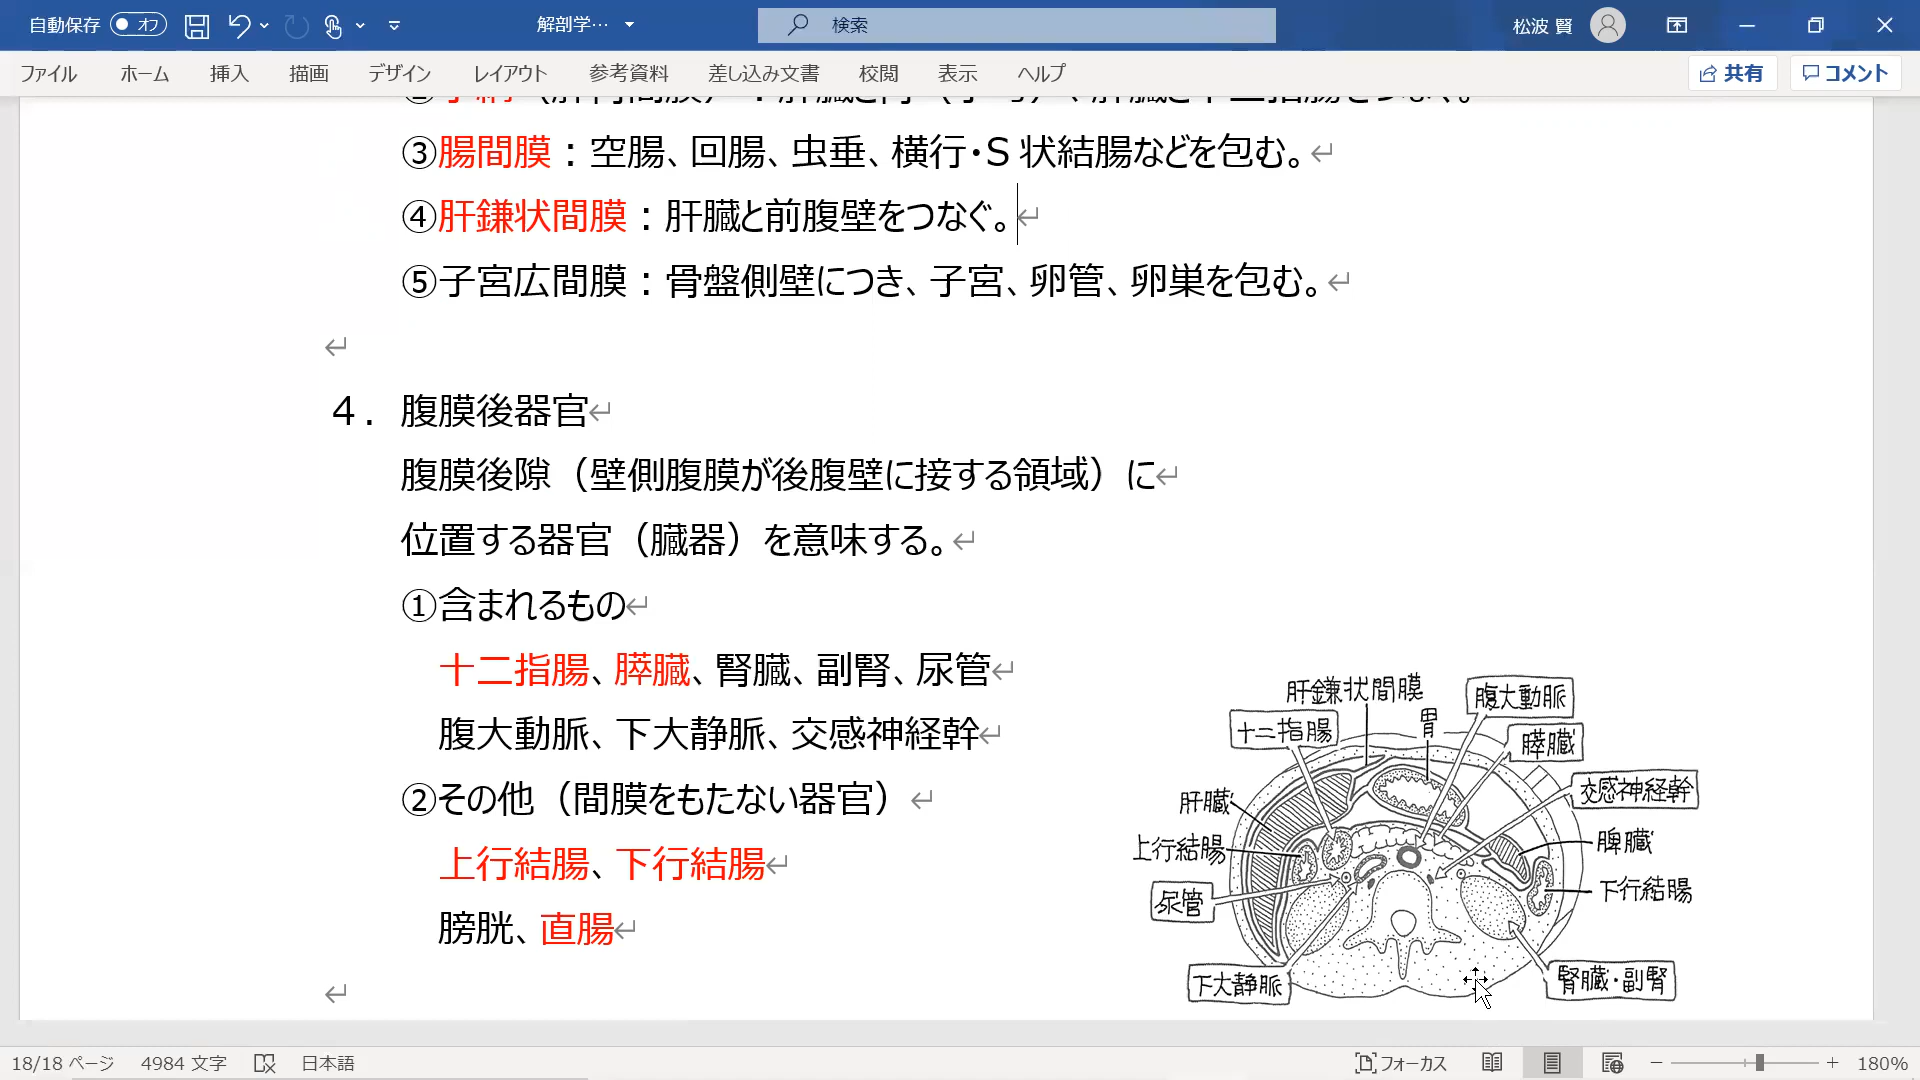 自動保存 オフ 解剖学… 検索 松波 賢
ファイル ホーム 挿入 描画 デザイン レイアウト 参考資料 差し込み文書 校閲 表示 ヘルプ 共有 コメント
③腸間膜：空腸、回腸、虫垂、横行・S 状結腸などを包む。
④肝鎌状間膜：肝臓と前腹壁をつなぐ。
⑤子宮広間膜：骨盤側壁につき、子宮、卵管、卵巣を包む。
４．腹膜後器官
腹膜後隙（壁側腹膜が後腹壁に接する領域）に
位置する器官（臓器）を意味する。
①含まれるもの
十二指腸、膵臓、腎臓、副腎、尿管
腹大動脈、下大静脈、交感神経幹
②その他（間膜をもたない器官）
上行結腸、下行結腸
膀胱、直腸
肝鎌状間膜
腹大動脈
十二指腸
胃
膵臓
交感神経幹
肝臓
脾臓
上行結腸
下行結腸
尿管
下大静脈
腎臓・副腎
18/18 ページ 4984 文字 日本語 フォーカス 180%